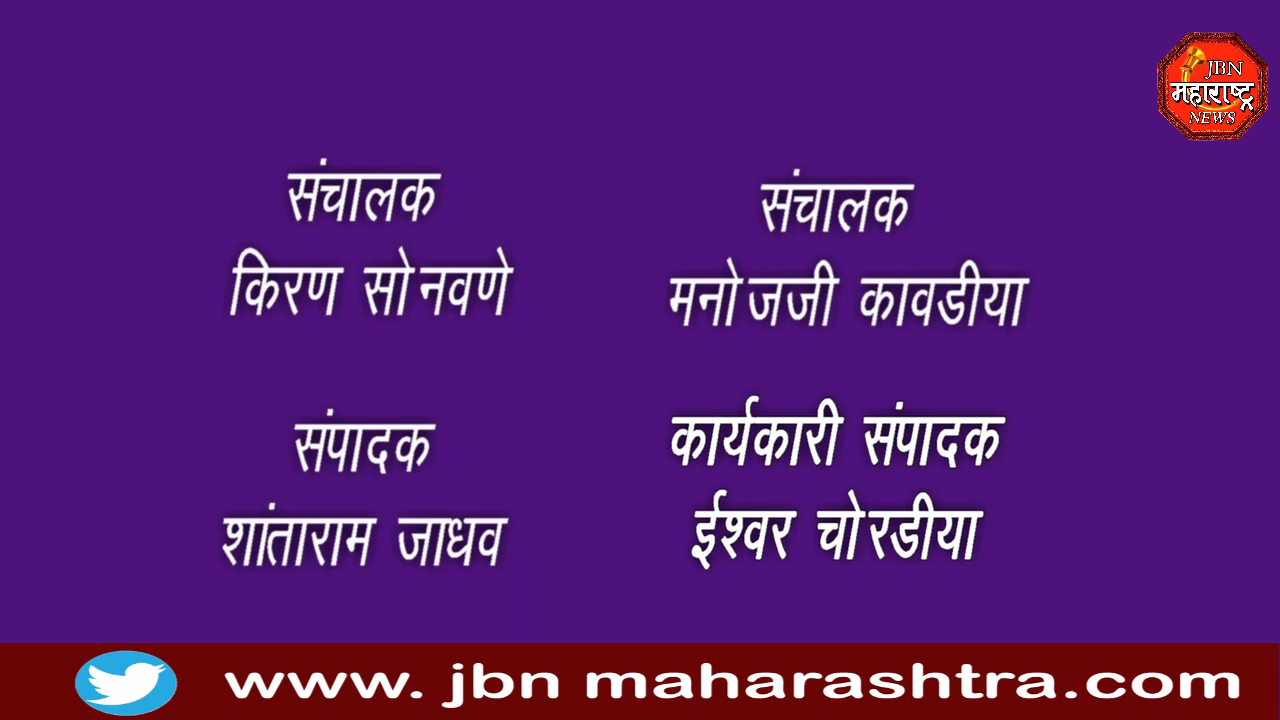 JBN
महाराष्ट्र
NEWS
संचालक
किरण सोनवणे
संचालक
मनोजजी कावडीया
संपादक
शांताराम जाधव
कार्यकारी संपादक
ईश्वर चोरडीया
www. jbn maharashtra.com